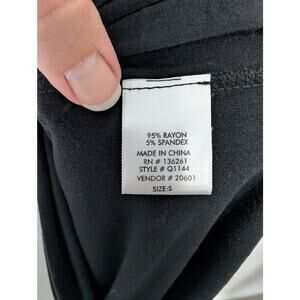 95% RAYON
5% SPANDEX
MADE IN CHINA
RN # 136261
STYLE # Q1144
VENDOR # 20601
SIZE:S